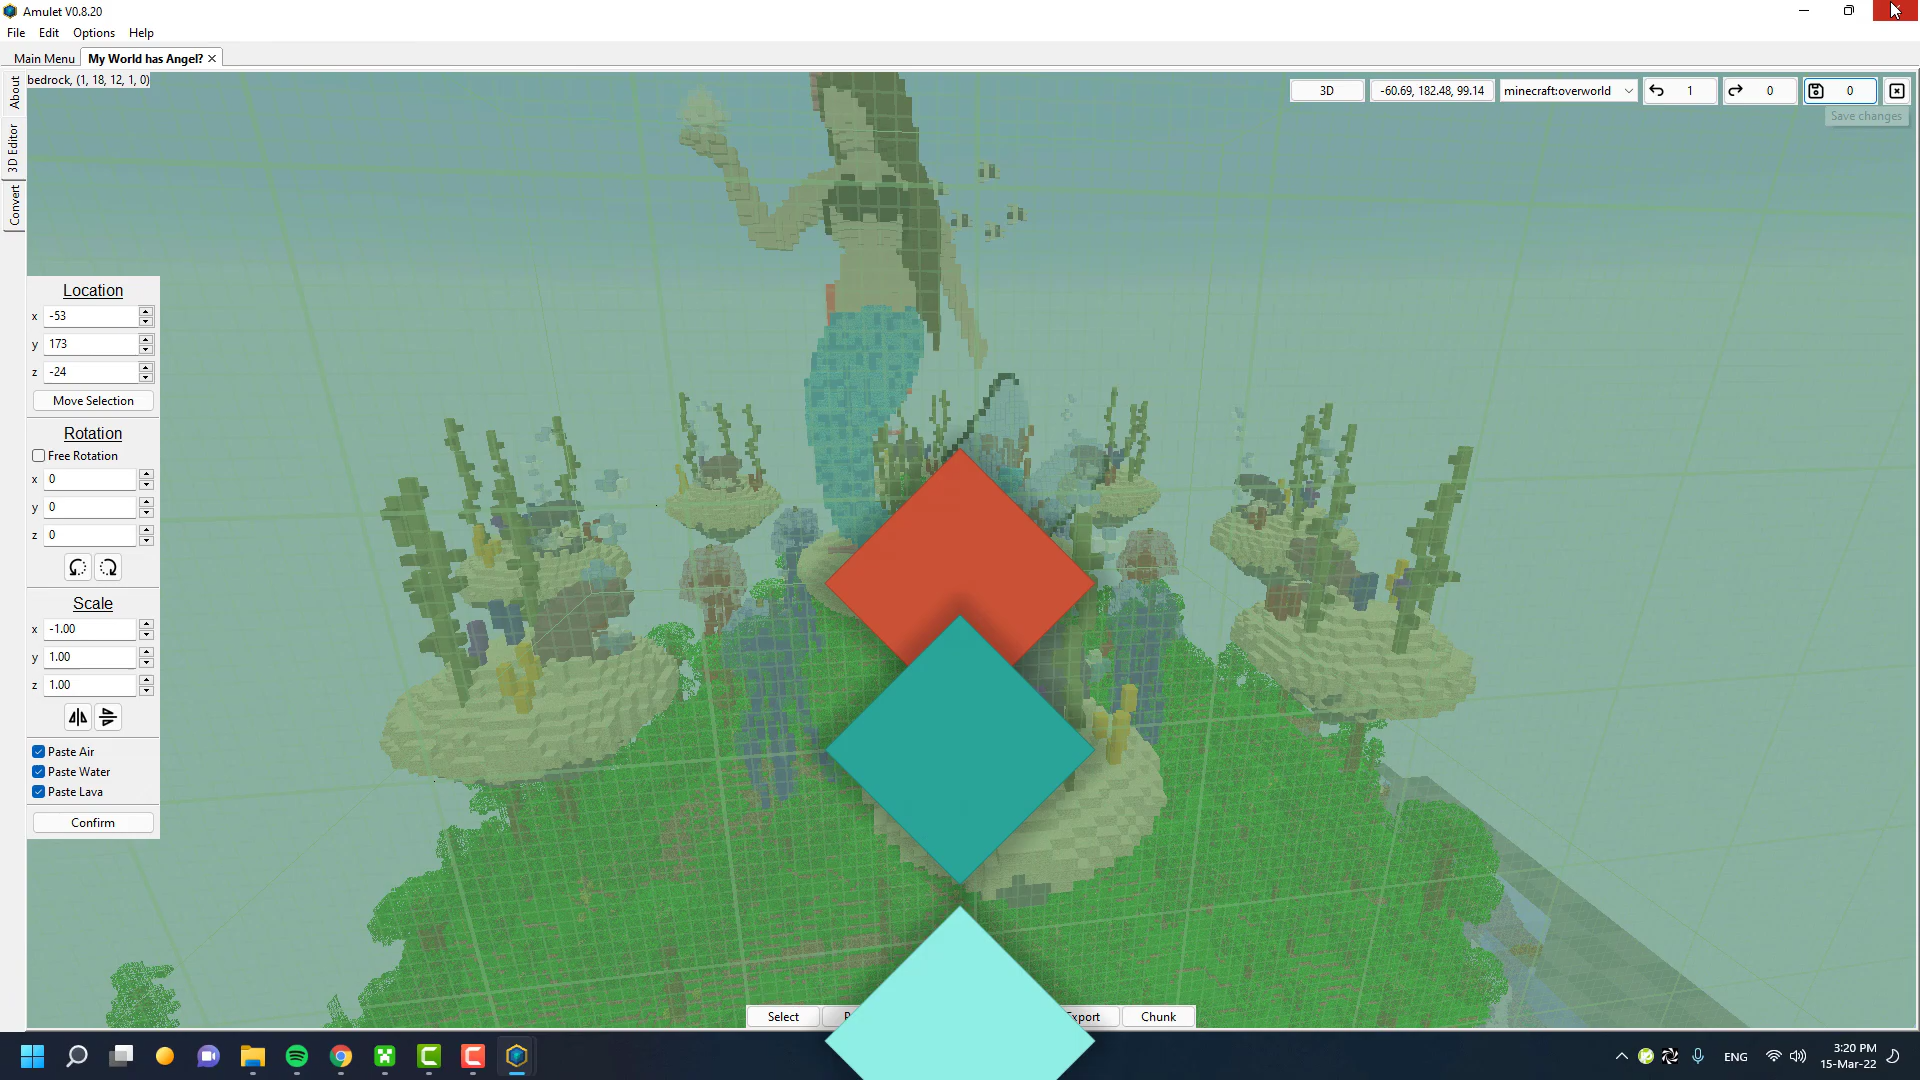 Amulet V0.8.20
File Edit Options Help
Main Menu My World has Angel?
bedrock, (1, 18, 12, 1, 0)
3D -60.69, 182.48, 99.14 minecraft:overworld 1 0 0
Save changes
About
3D Editor
Convert
Location
x -53
y 173
z -24
Move Selection
Rotation
Free Rotation
x 0
y 0
z 0
Scale
x -1.00
y 1.00
z 1.00
Paste Air
Paste Water
Paste Lava
Confirm
Select Chunk
ENG
3:20 PM
15-Mar-22